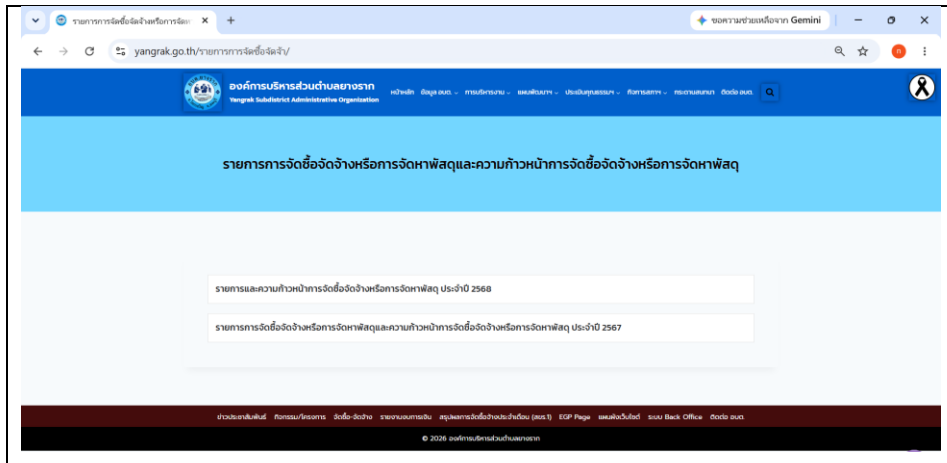 รายการการจัดซื้อจัดจ้างหรือการจัดห
ขอความช่วยเหลือจาก Gemini
yangrak.go.th/รายการการจัดซื้อจัดจ้า/
องค์การบริหารส่วนตำบลยางราก
Yangrak Subdistrict Administrative Organization
หน้าหลัก ข้อมูล อบต. การบริหารงาน แผนพัฒนาฯ ประเมินคุณธรรมฯ กิจการสภาฯ กระดานสนทนา ติดต่อ อบต.
รายการการจัดซื้อจัดจ้างหรือการจัดหาพัสดุและความก้าวหน้าการจัดซื้อจัดจ้างหรือการจัดหาพัสดุ
รายการและความก้าวหน้าการจัดซื้อจัดจ้างหรือการจัดหาพัสดุ ประจำปี 2568
รายการการจัดซื้อจัดจ้างหรือการจัดหาพัสดุและความก้าวหน้าการจัดซื้อจัดจ้างหรือการจัดหาพัสดุ ประจำปี 2567
ข่าวประชาสัมพันธ์ กิจกรรม/โครงการ จัดซื้อ-จัดจ้าง รายงานงบการเงิน สรุปผลการจัดซื้อจ้างประจำเดือน (สขร.1) EGP Page แผนผังเว็บไซต์ ระบบ Back Office ติดต่อ อบต.
© 2026 องค์การบริหารส่วนตำบลยางราก